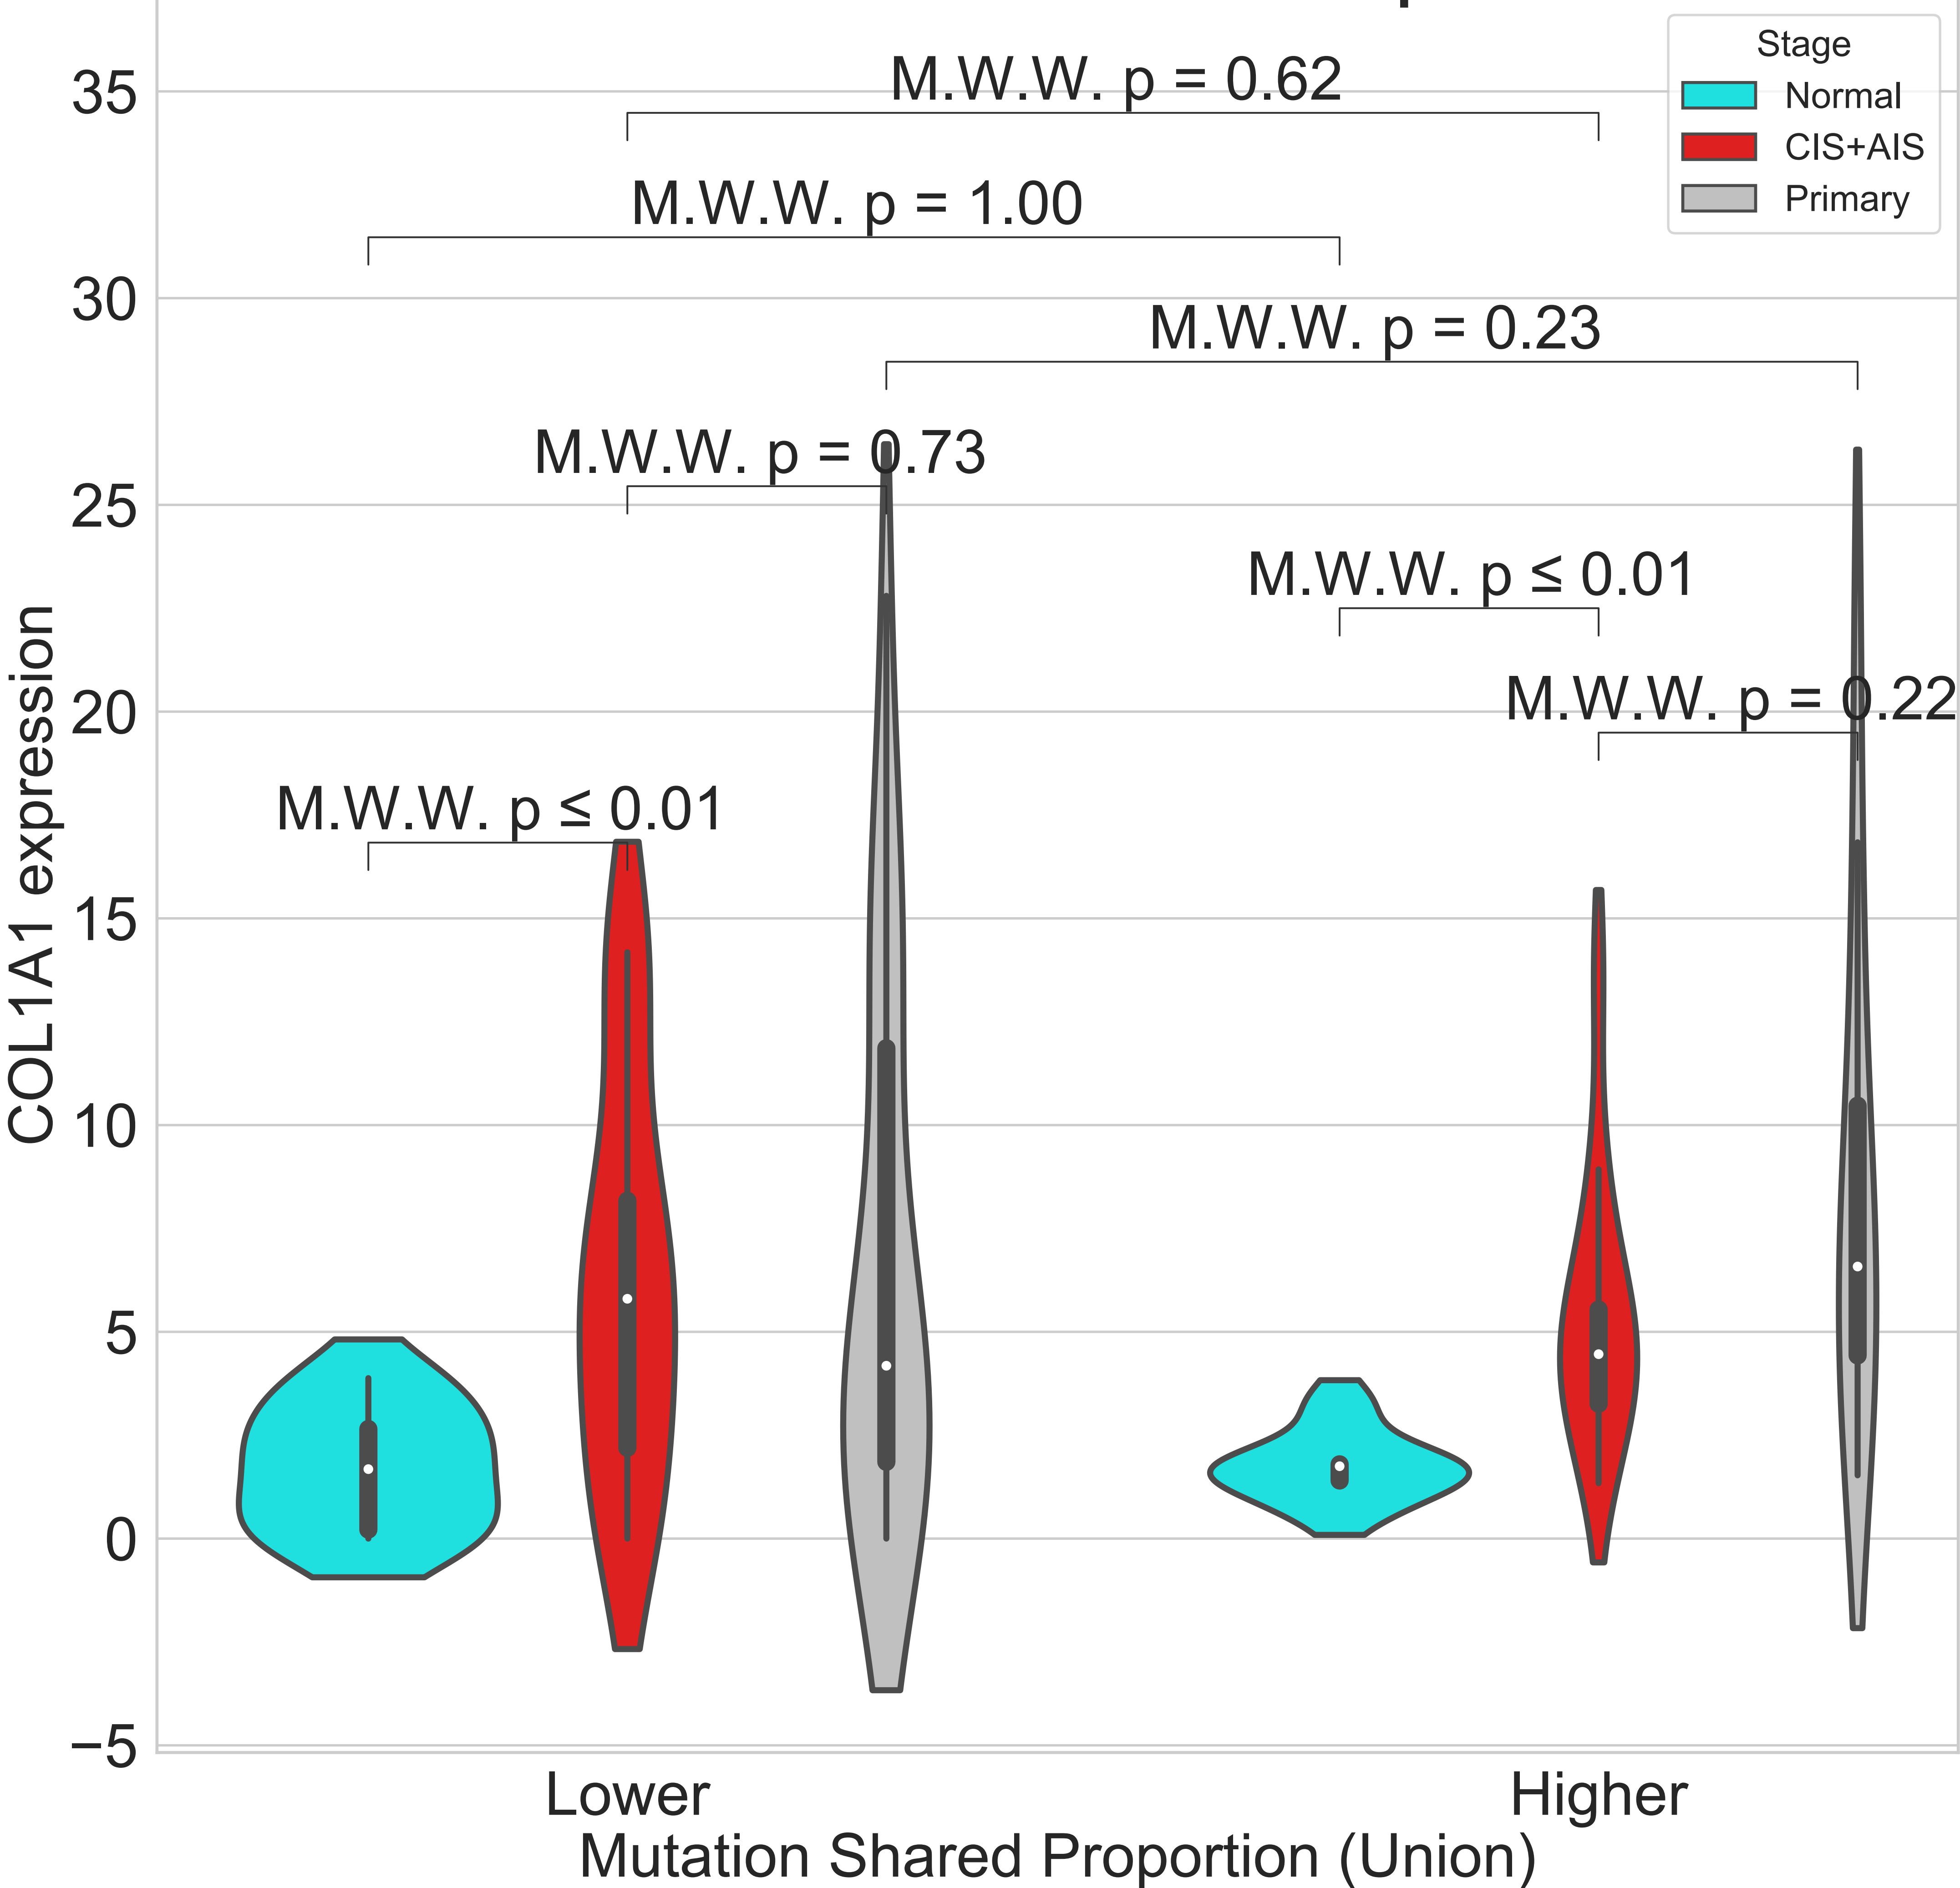 Stage
Normal
CIS+AIS
Primary
M.W.W. p = 0.62
M.W.W. p = 1.00
M.W.W. p = 0.23
M.W.W. p = 0.73
M.W.W. p ≤ 0.01
M.W.W. p = 0.22
M.W.W. p ≤ 0.01
35
30
25
20
15
10
5
0
−5
COL1A1 expression
Lower
Higher
Mutation Shared Proportion (Union)